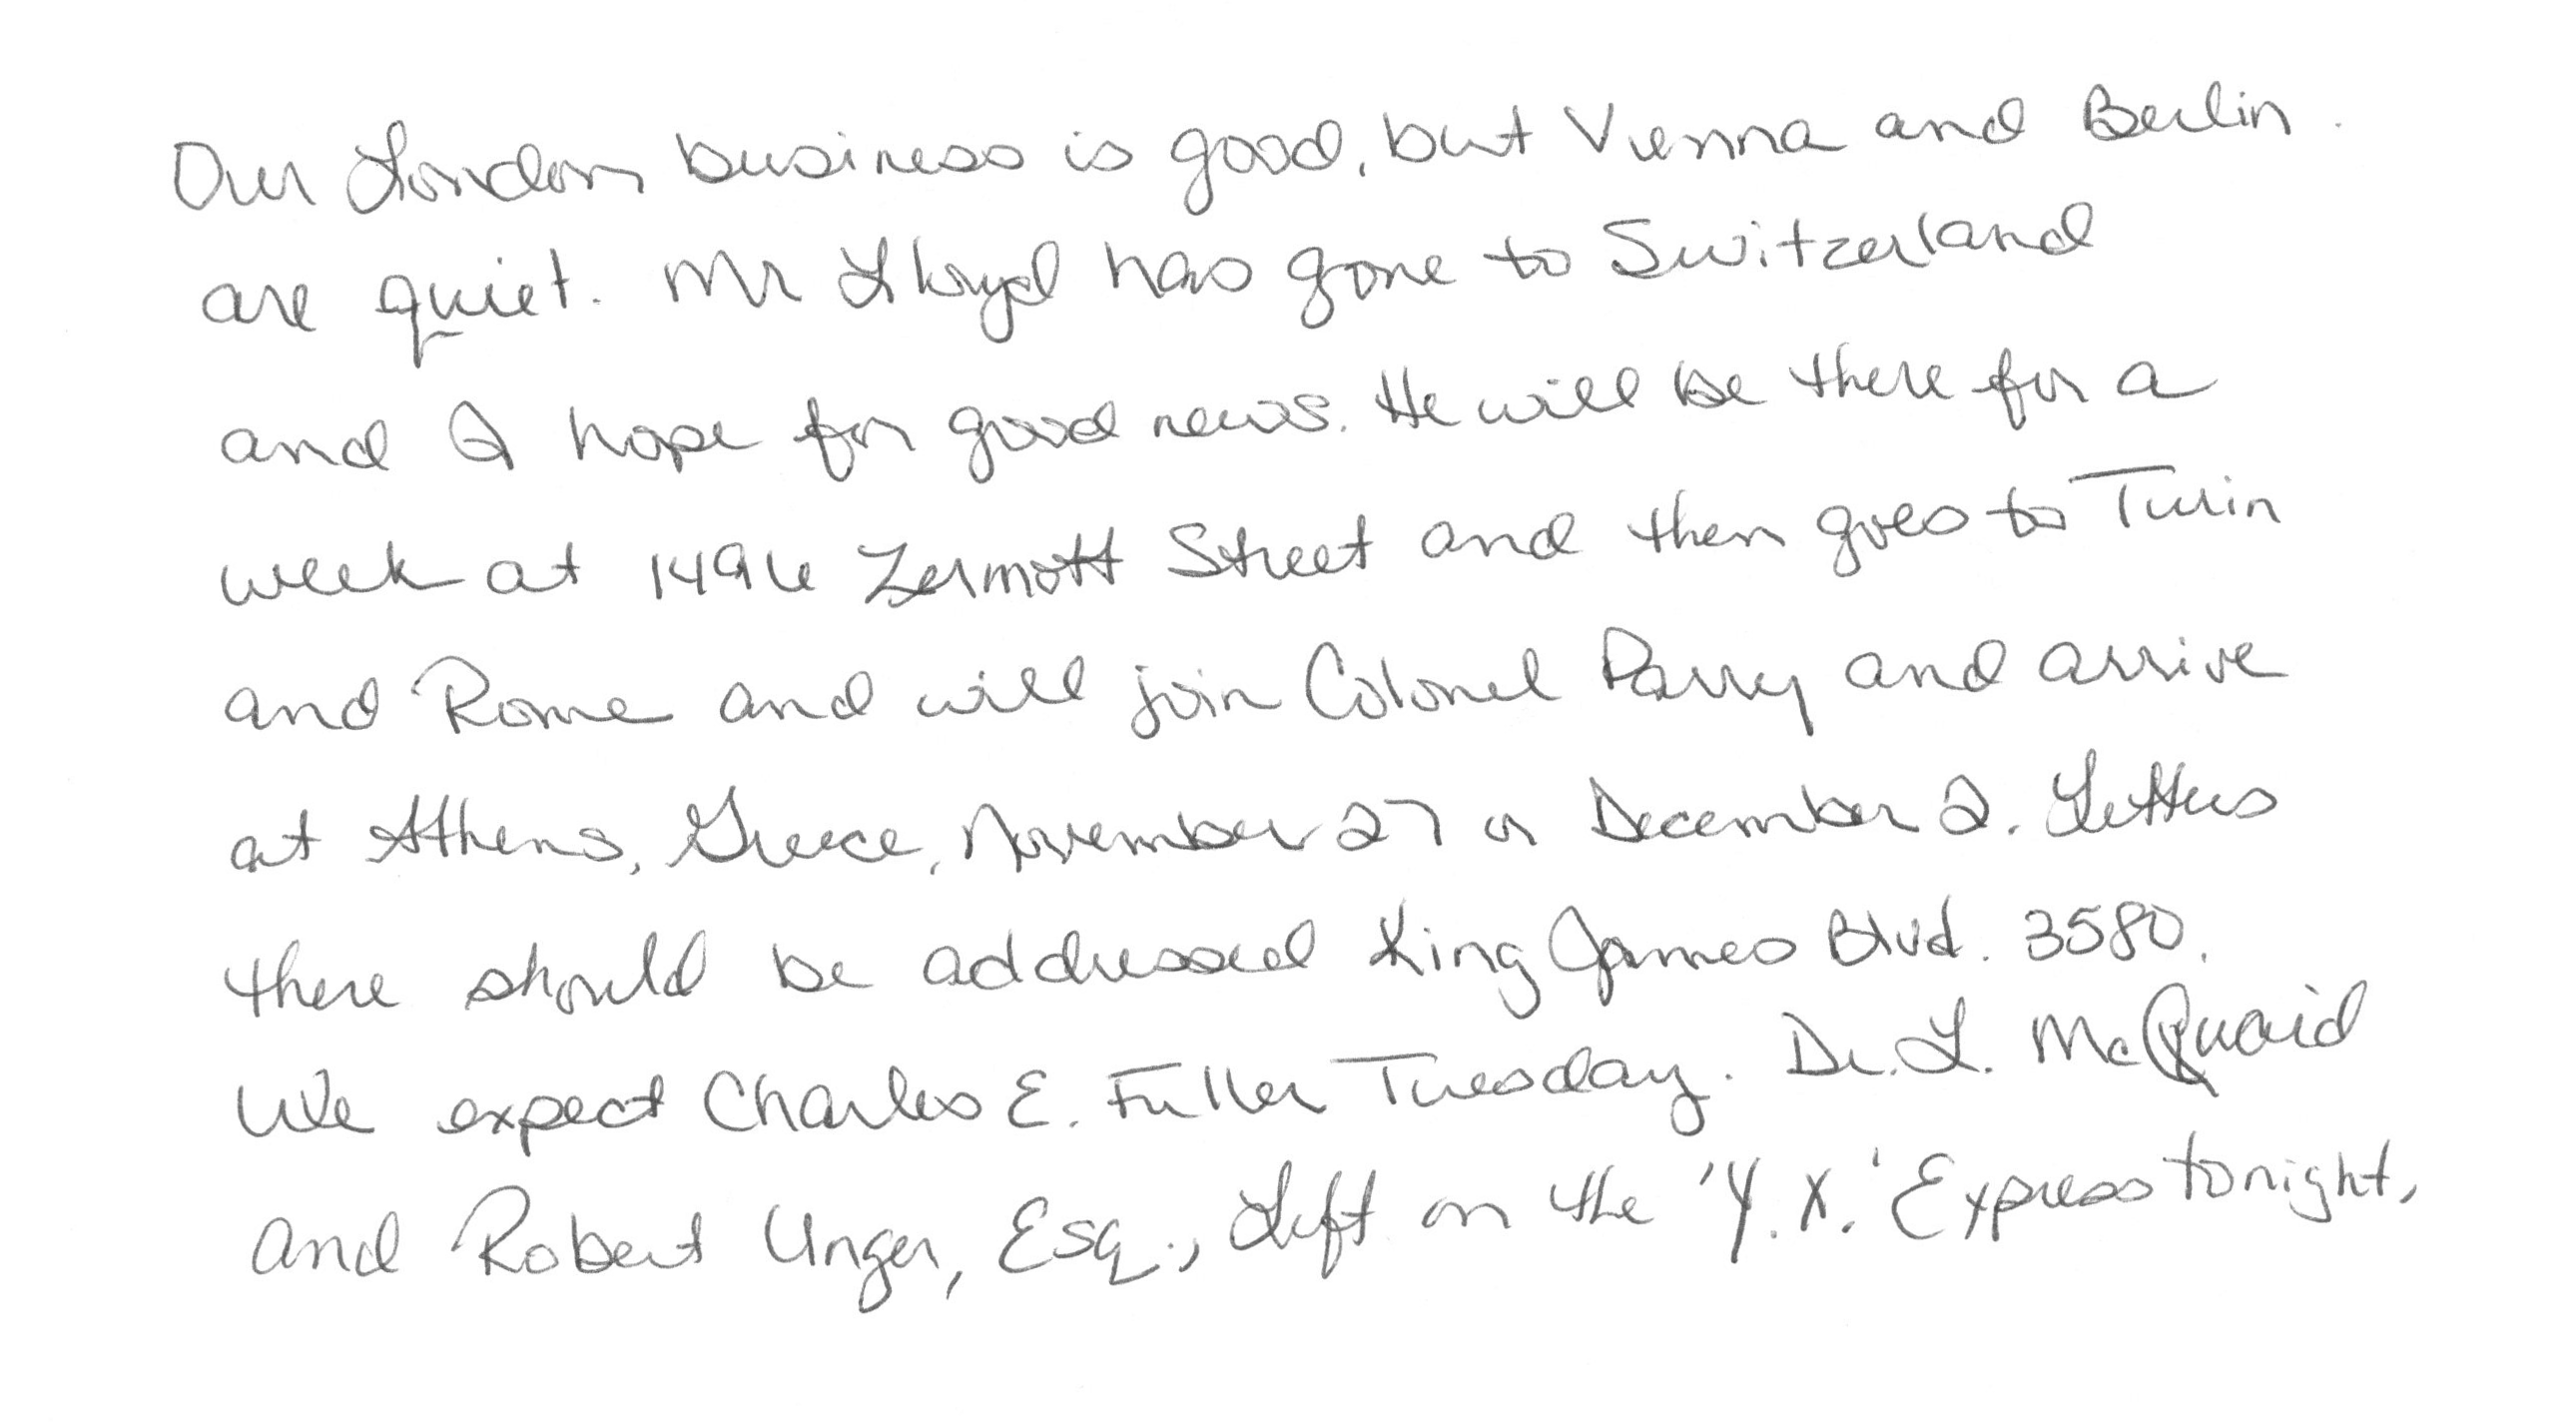 Our London business is good, but Vienna and Berlin
are quiet. Mr Lloyd has gone to Switzerland
and I hope for good news. He will be there for a
week at 1496 Zermott Street and then goes to Turin
and Rome and will join Colonel Parry and arrive
at Athens, Greece, November 27 or December 2. Letters
there should be addressed King James Blvd. 3580.
We expect Charles E. Fuller Tuesday. Dr. L. McQuaid
and Robert Unger, Esq., Left on the 'Y.X.' Express tonight.